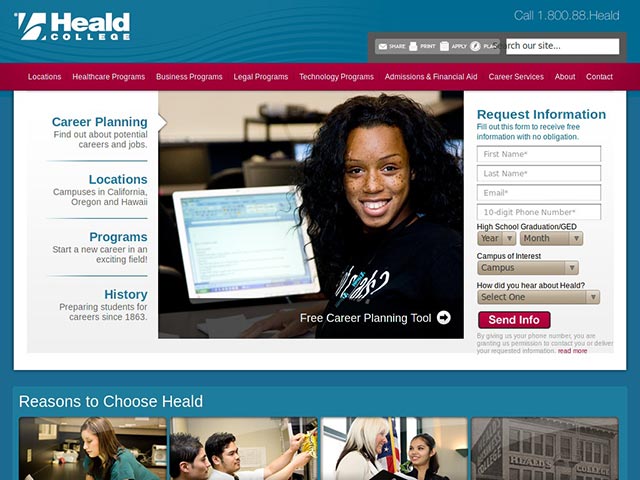 Heald
COLLEGE
Call 1.800.88.Heald
SHARE PRINT APPLY PLAN
Search our site...
Locations Healthcare Programs Business Programs Legal Programs Technology Programs Admissions & Financial Aid Career Services About Contact
Career Planning
Find out about potential
careers and jobs.
Locations
Campuses in California,
Oregon and Hawaii
Programs
Start a new career in an
exciting field!
History
Preparing students for
careers since 1863.
Free Career Planning Tool
Request Information
Fill out this form to receive free
information with no obligation.
First Name*
Last Name*
Email*
10-digit Phone Number*
High School Graduation/GED
Year Month
Campus of Interest
Campus
How did you hear about Heald?
Select One
Send Info
By giving us your phone number, you are
granting us permission to contact you or deliver
your requested information. read more
Reasons to Choose Heald
HEALD'S
COLLEGE